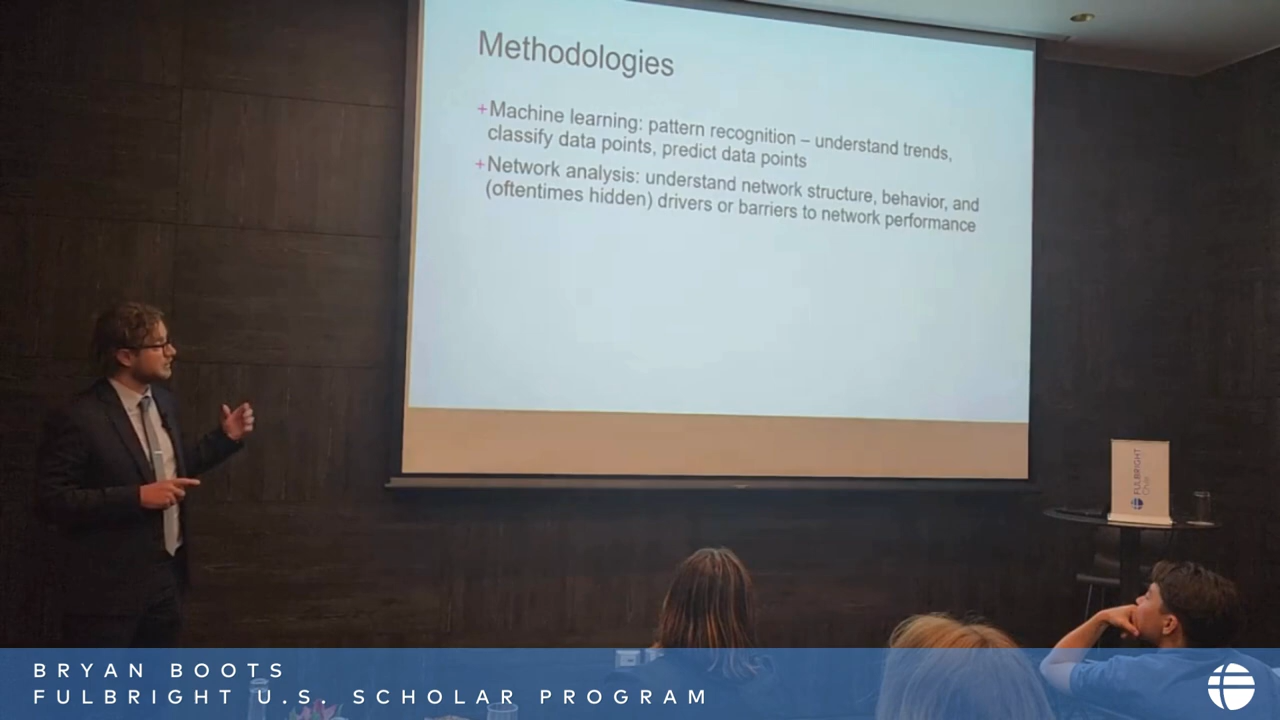 Methodologies
+Machine learning: pattern recognition – understand trends,
classify data points, predict data points
+Network analysis: understand network structure, behavior, and
(oftentimes hidden) drivers or barriers to network performance
FULBRIGHT
Chile
BRYAN BOOTS
FULBRIGHT U.S. SCHOLAR PROGRAM